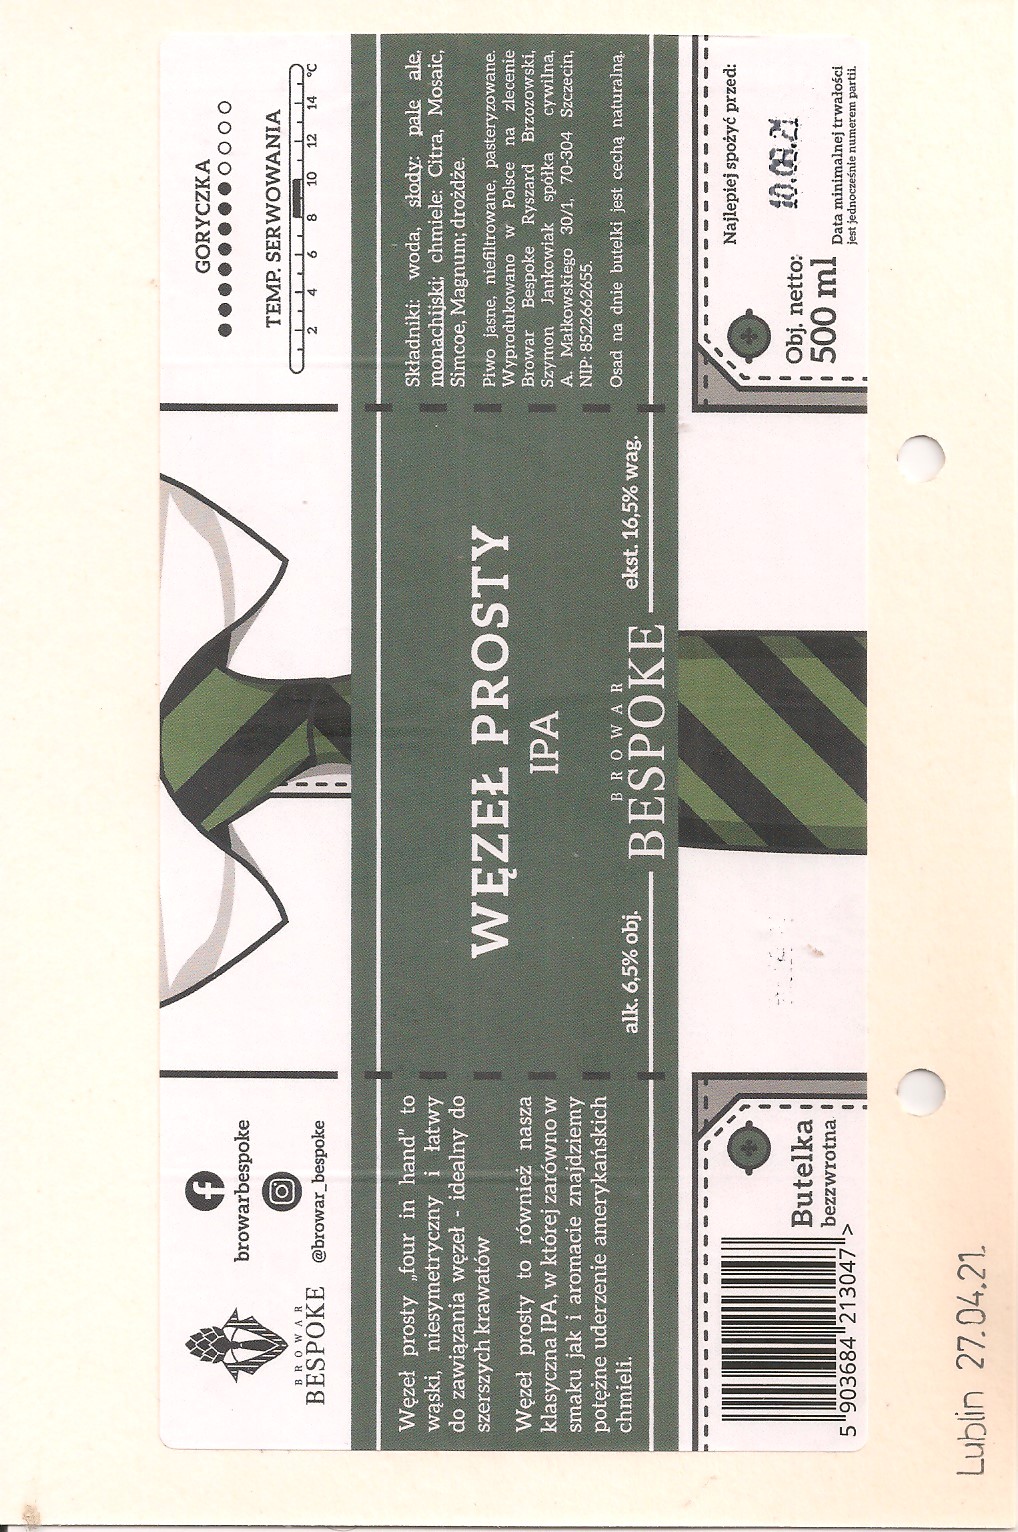 BROWAR
BESPOKE
browarbespoke
@browar_bespoke
Węzeł prosty „four in hand” to
wąski, niesymetryczny i łatwy
do zawiązania węzeł - idealny do
szerszych krawatów
Węzeł prosty to również nasza
klasyczna IPA, w której zarówno w
smaku jak i aromacie znajdziemy
potężne uderzenie amerykańskich
chmieli.
5 903684 213047 >
Butelka
bezzwrotna
WĘZEŁ PROSTY
IPA
alk. 6,5% obj.
BROWAR
BESPOKE
ekst. 16,5% wag.
GORYCZKA
TEMP. SERWOWANIA
2 4 6 8 10 12 14 °C
Składniki: woda, słody: pale ale,
monachijski; chmiele: Citra, Mosaic,
Simcoe, Magnum; drożdże.
Piwo jasne, niefiltrowane, pasteryzowane.
Wyprodukowano w Polsce na zlecenie
Browar Bespoke Ryszard Brzozowski,
Szymon Jankowiak spółka cywilna,
A. Małkowskiego 30/1, 70-304 Szczecin,
NIP: 8522662655.
Osad na dnie butelki jest cechą naturalną.
Obj. netto:
500 ml
Najlepiej spożyć przed:
10.09.21
Data minimalnej trwałości
jest jednocześnie numerem partii.
Lublin 27.04.21